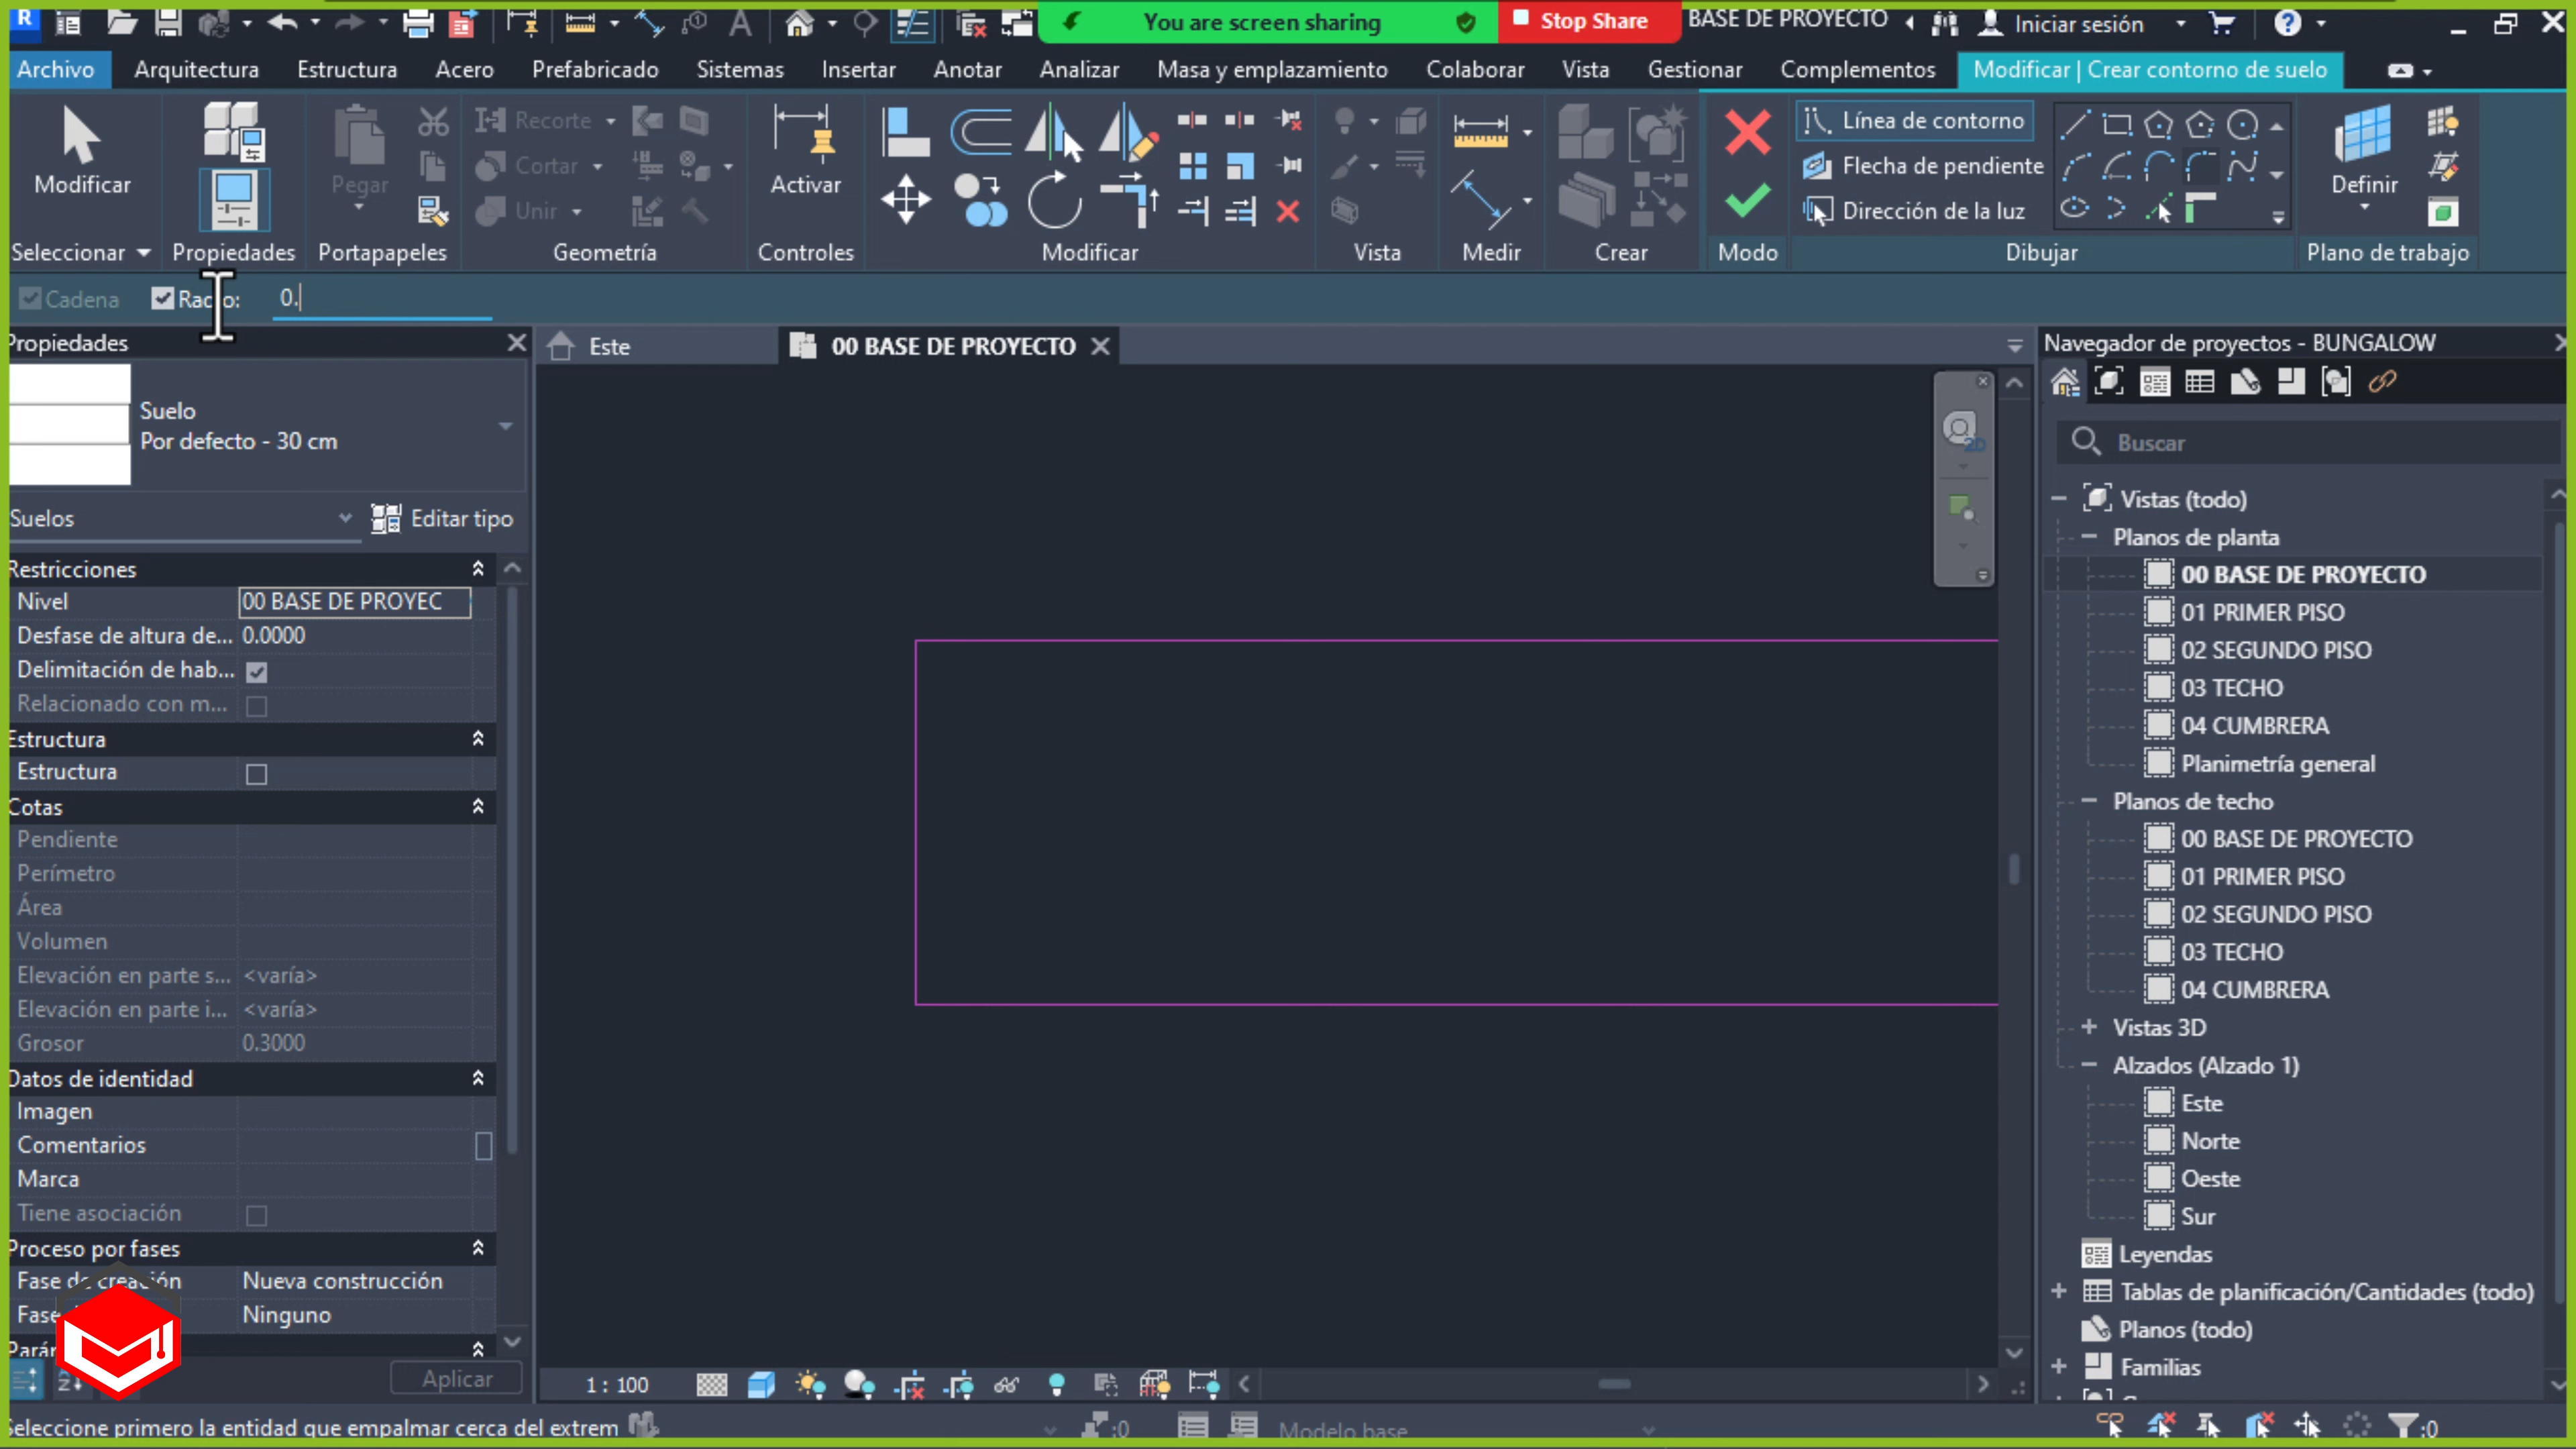 You are screen sharing
Stop Share
BASE DE PROYECTO
Iniciar sesión
Archivo Arquitectura Estructura Acero Prefabricado Sistemas Insertar Anotar Analizar Masa y emplazamiento Colaborar Vista Gestionar Complementos Modificar | Crear contorno de suelo
Modificar
Pegar
Recorte
Cortar
Unir
Activar
Línea de contorno
Flecha de pendiente
Dirección de la luz
Definir
Seleccionar Propiedades Portapapeles Geometría Controles Modificar Vista Medir Crear Modo Dibujar Plano de trabajo
Cadena
0.
Propiedades
Este
00 BASE DE PROYECTO
Navegador de proyectos - BUNGALOW
Suelo
Por defecto - 30 cm
Suelos
Editar tipo
Restricciones
Nivel 00 BASE DE PROYEC
Desfase de altura de... 0.0000
Delimitación de hab...
Relacionado con m...
Estructura
Estructura
Cotas
Pendiente
Perímetro
Área
Volumen
Elevación en parte s... <varía>
Elevación en parte i... <varía>
Grosor 0.3000
Datos de identidad
Imagen
Comentarios
Marca
Tiene asociación
Proceso por fases
Fase de creación Nueva construcción
Fase Ninguno
Aplicar
2D
Buscar
Vistas (todo)
Planos de planta
00 BASE DE PROYECTO
01 PRIMER PISO
02 SEGUNDO PISO
03 TECHO
04 CUMBRERA
Planimetría general
Planos de techo
00 BASE DE PROYECTO
01 PRIMER PISO
02 SEGUNDO PISO
03 TECHO
04 CUMBRERA
Vistas 3D
Alzados (Alzado 1)
Este
Norte
Oeste
Sur
Leyendas
Tablas de planificación/Cantidades (todo)
Planos (todo)
Familias
1 : 100
Seleccione primero la entidad que empalmar cerca del extrem
:0
Modelo base
:0